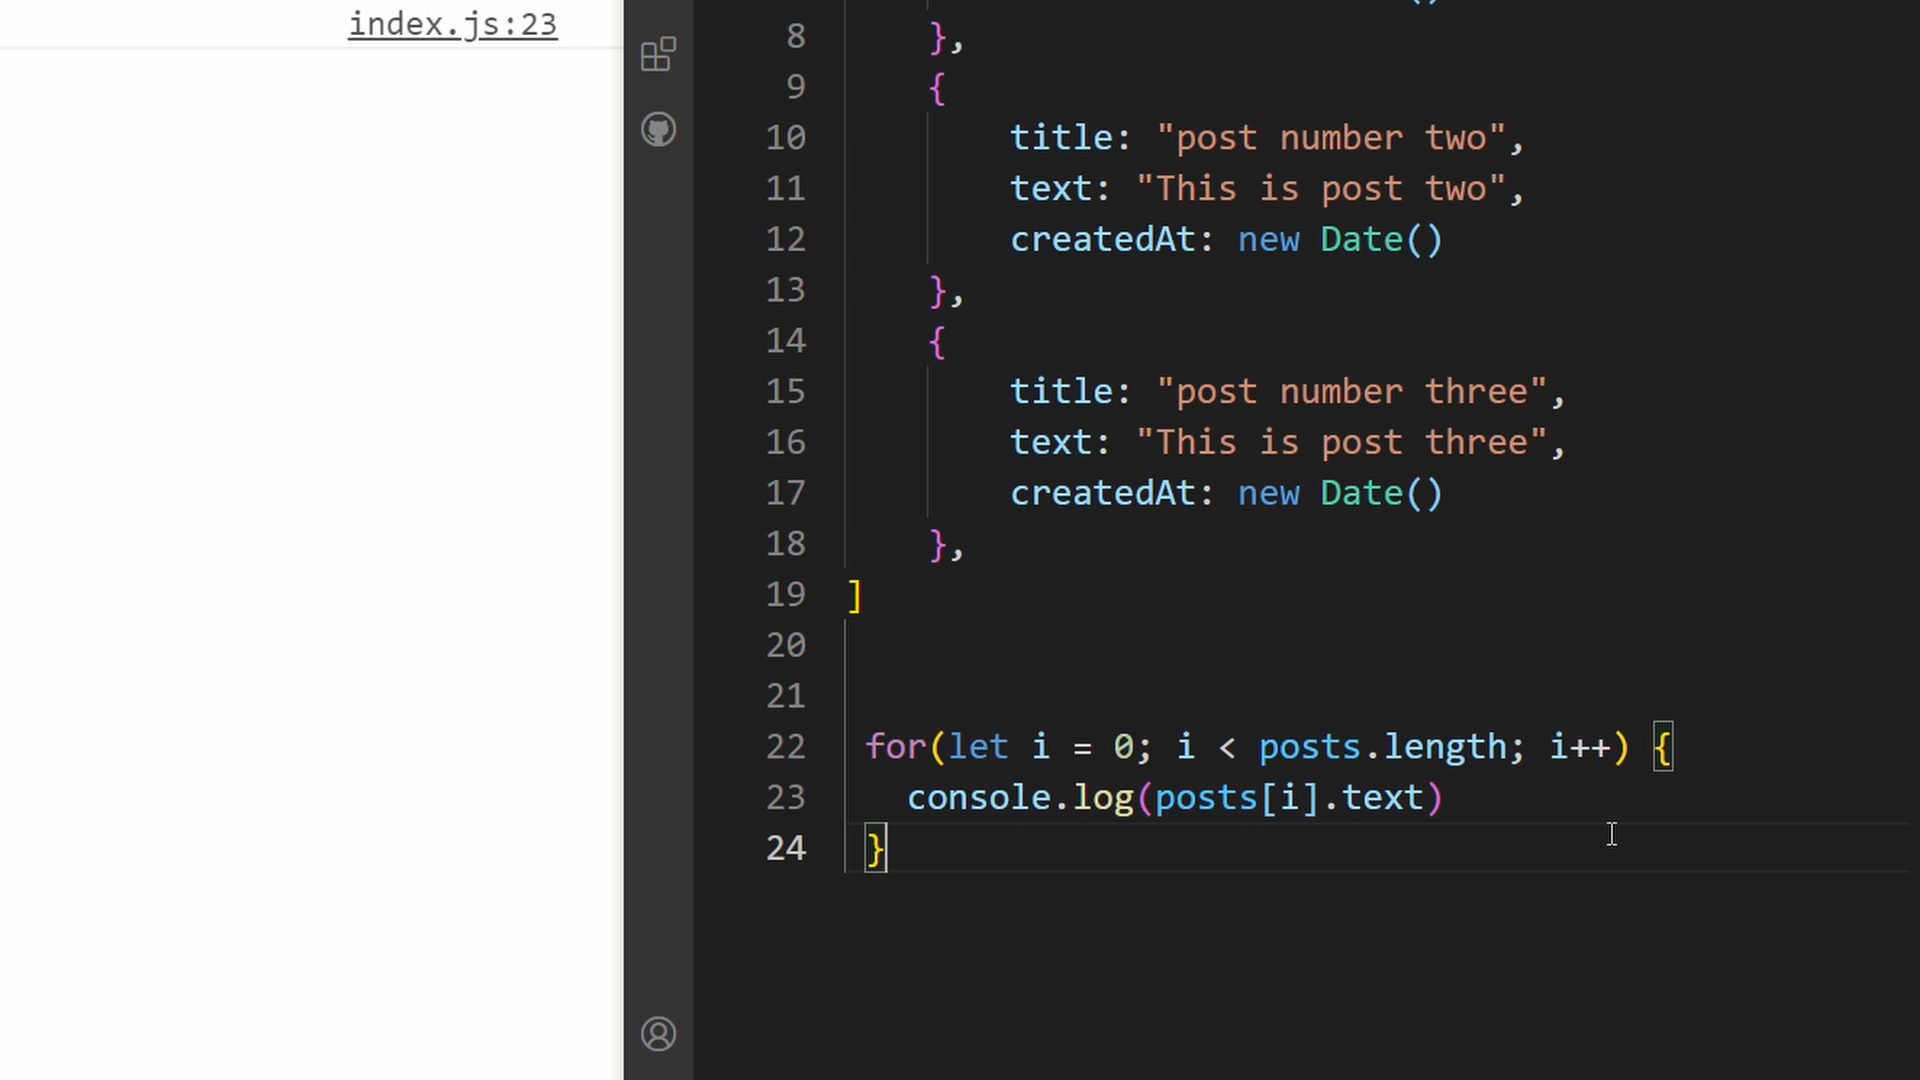 index.js:23
8 },
9 {
10 title: "post number two",
11 text: "This is post two",
12 createdAt: new Date()
13 },
14 {
15 title: "post number three",
16 text: "This is post three",
17 createdAt: new Date()
18 },
19 ]
20
21
22 for(let i = 0; i < posts.length; i++) {
23 console.log(posts[i].text)
24 }